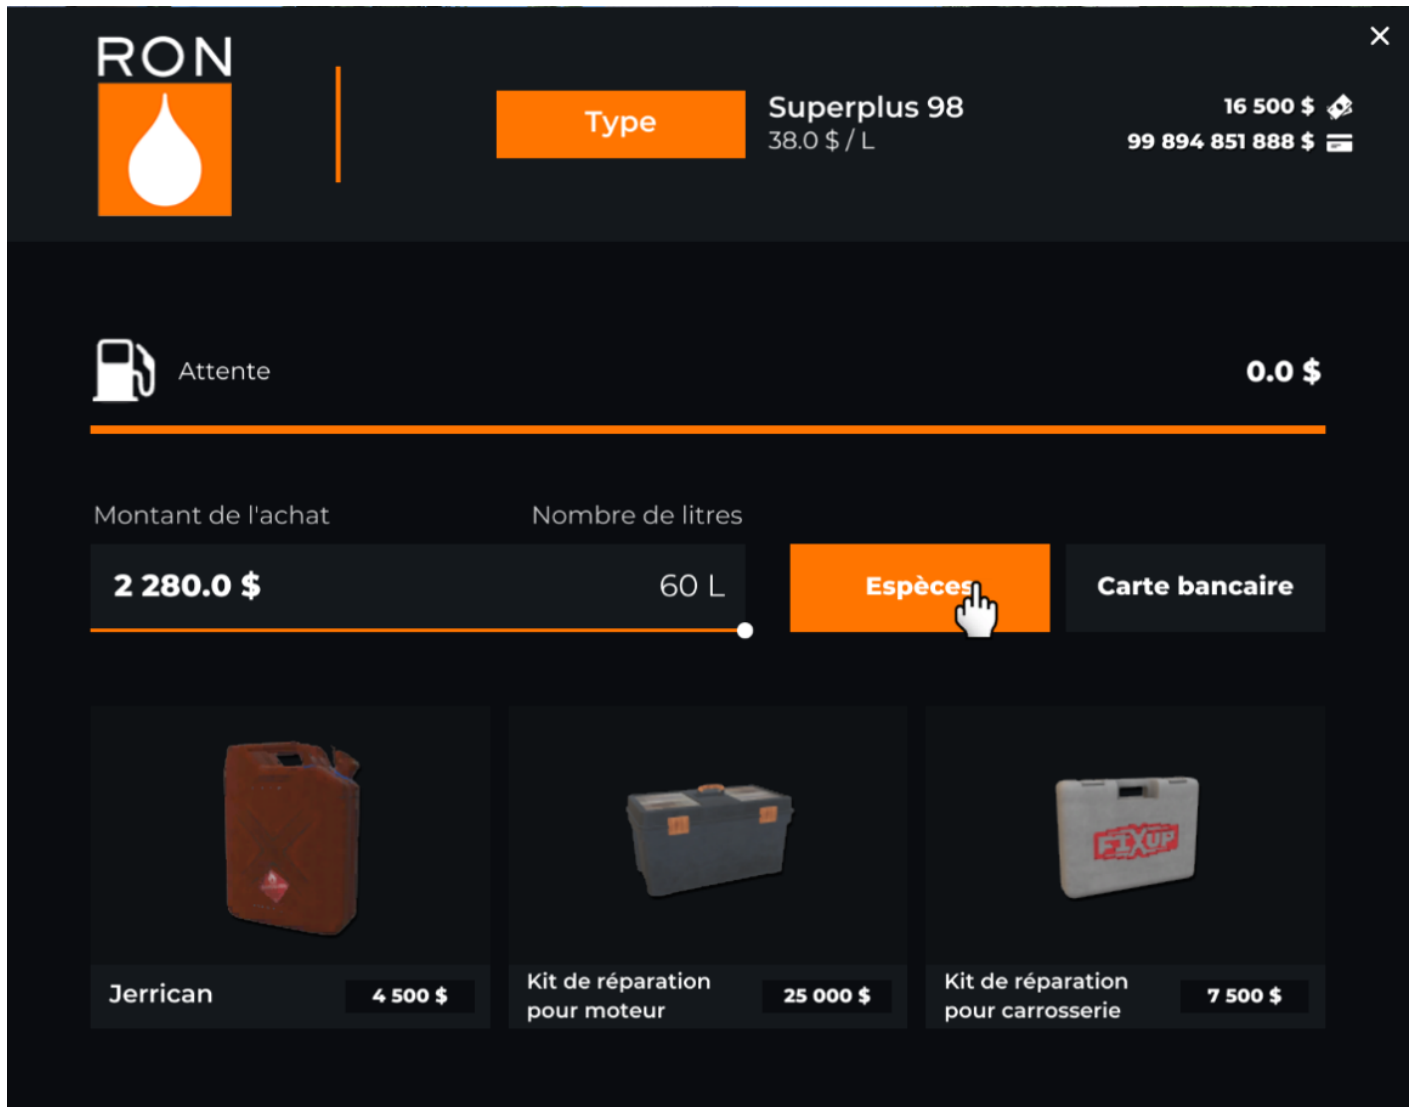 RON
Type
Superplus 98
38.0 $ / L
16 500 $
99 894 851 888 $
Attente
0.0 $
Montant de l'achat
Nombre de litres
2 280.0 $
60 L
Espèces
Carte bancaire
FIXUP
Jerrican
4 500 $
Kit de réparation
pour moteur
25 000 $
Kit de réparation
pour carrosserie
7 500 $